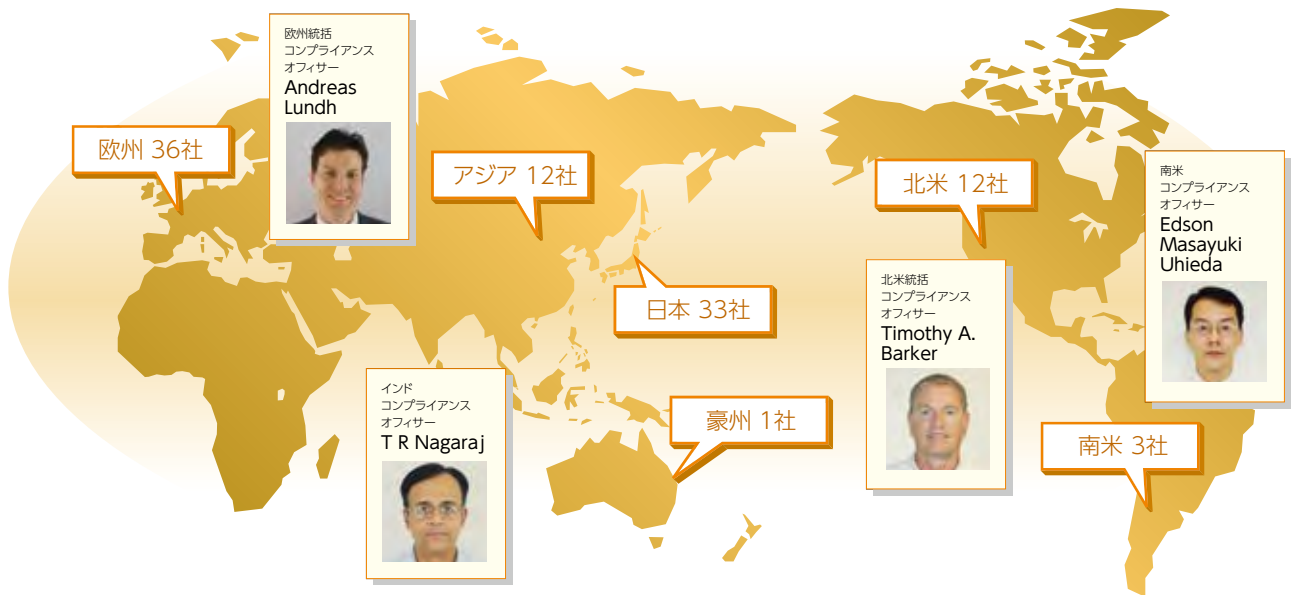 欧州統括
コンプライアンス
オフィサー
Andreas
Lundh
欧州 36社
アジア 12社
日本 33社
インド
コンプライアンス
オフィサー
T R Nagaraj
豪州 1社
北米 12社
北米統括
コンプライアンス
オフィサー
Timothy A.
Barker
南米
コンプライアンス
オフィサー
Edson
Masayuki
Uhieda
南米 3社